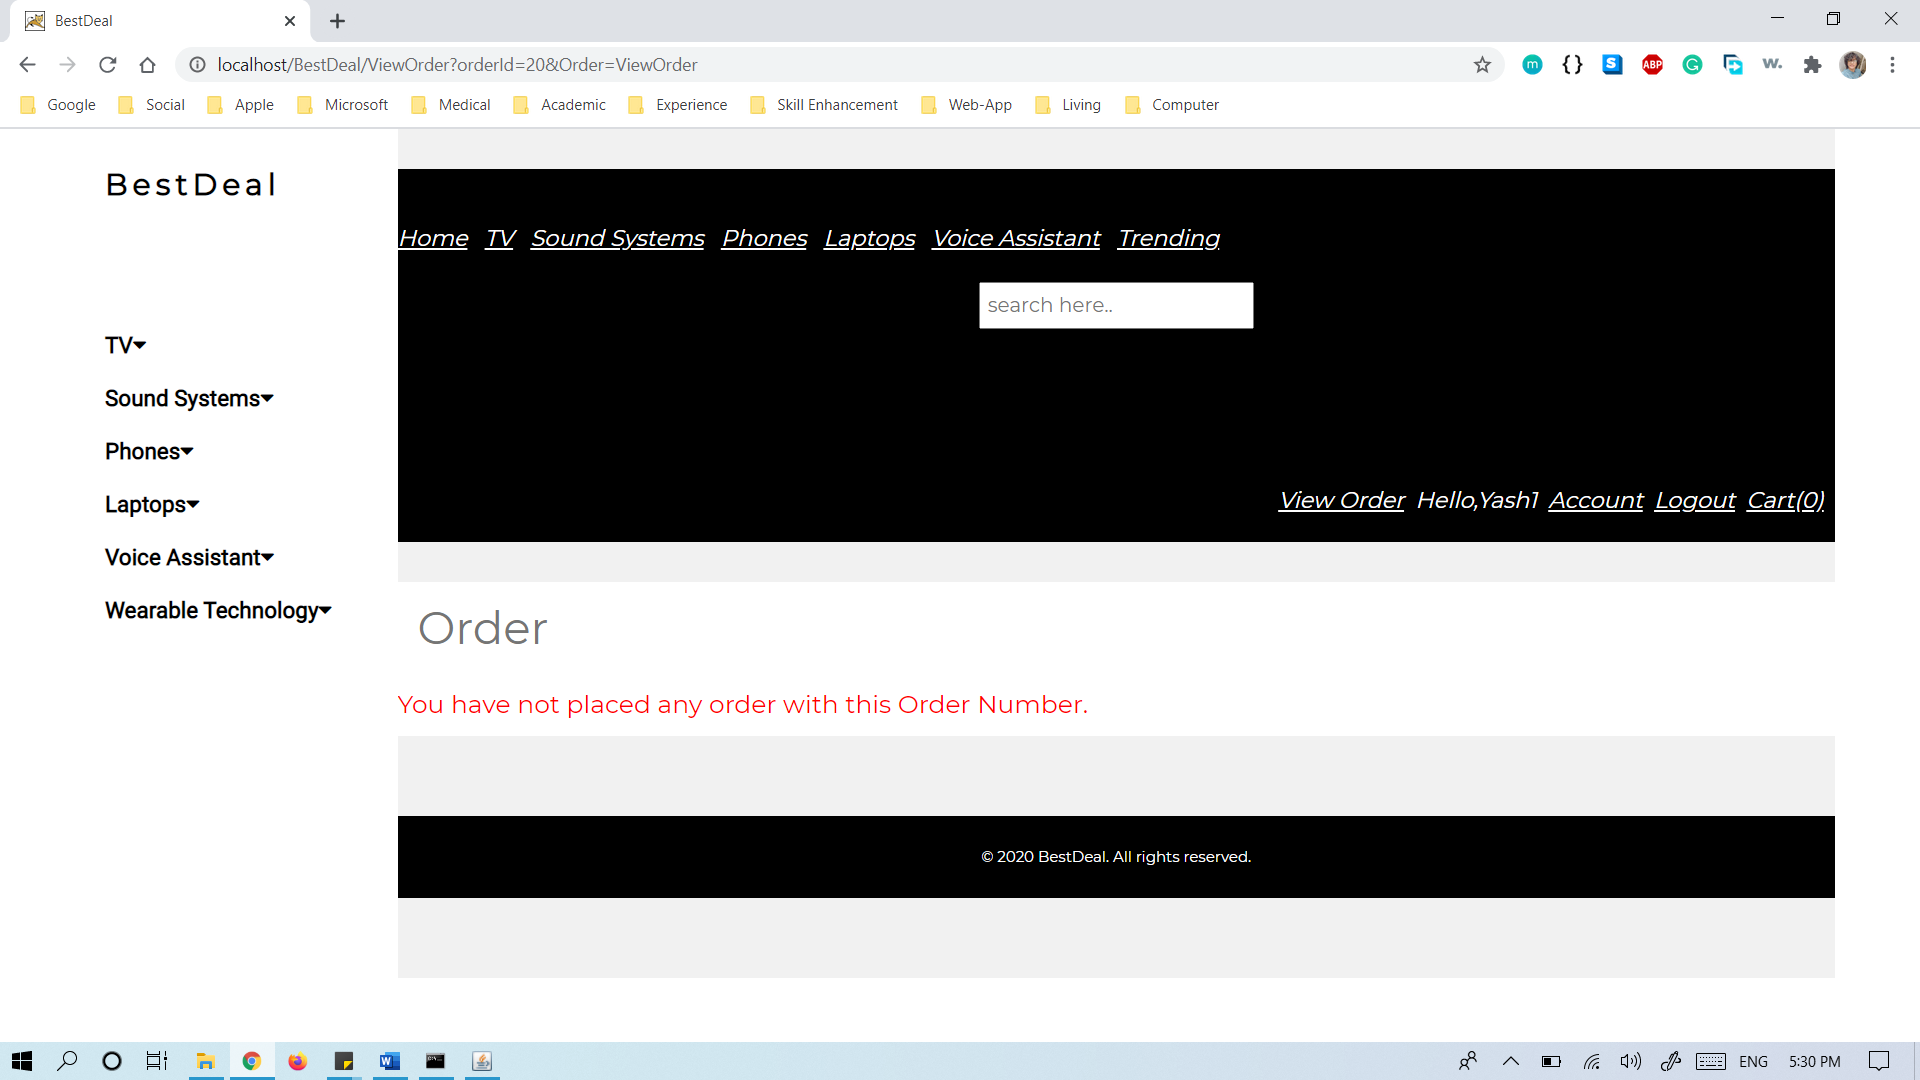 BestDeal
localhost/BestDeal/ViewOrder?orderId=20&Order=ViewOrder
m {} S ABP G w.
Google Social Apple Microsoft Medical Academic Experience Skill Enhancement Web-App Living Computer
BestDeal
Home TV Sound Systems Phones Laptops Voice Assistant Trending
search here..
TV
Sound Systems
Phones
Laptops
Voice Assistant
Wearable Technology
View Order Hello,Yash1 Account Logout Cart(0)
Order
You have not placed any order with this Order Number.
© 2020 BestDeal. All rights reserved.
ENG 5:30 PM